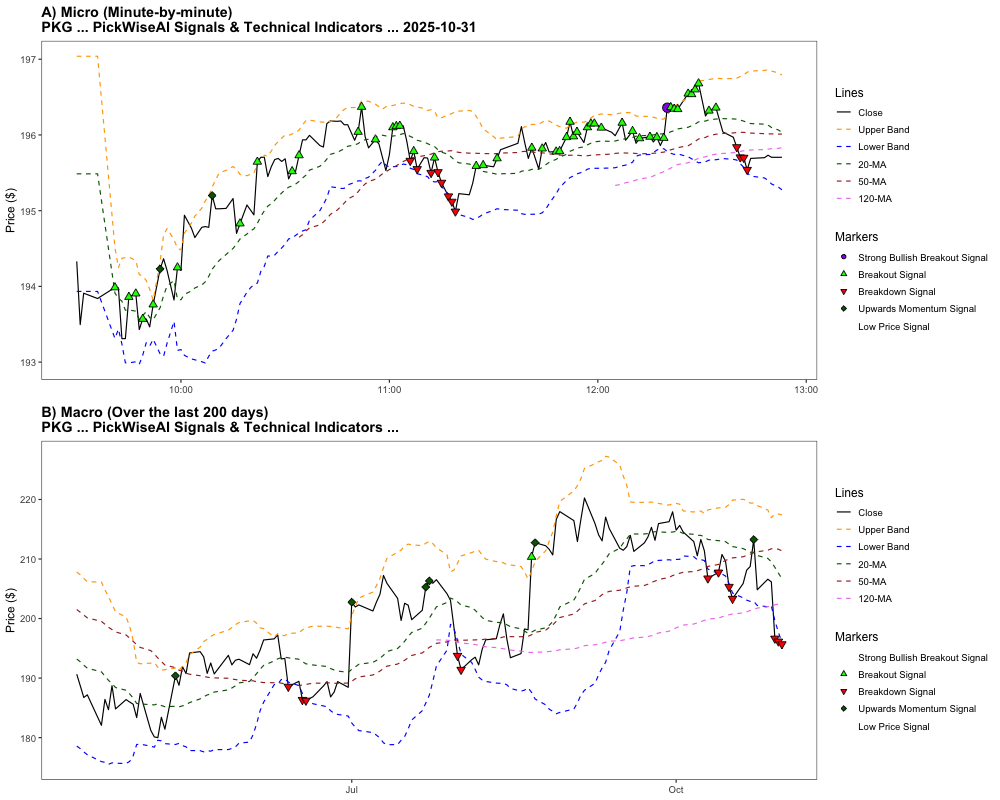 A) Micro (Minute-by-minute)
PKG ... PickWiseAI Signals & Technical Indicators ... 2025-10-31
Price ($)
197
196
195
194
193
10:00
11:00
12:00
13:00
Lines
Close
Upper Band
Lower Band
20-MA
50-MA
120-MA
Markers
Strong Bullish Breakout Signal
Breakout Signal
Breakdown Signal
Upwards Momentum Signal
Low Price Signal
B) Macro (Over the last 200 days)
PKG ... PickWiseAI Signals & Technical Indicators ...
Price ($)
220
210
200
190
180
Jul
Oct
Lines
Close
Upper Band
Lower Band
20-MA
50-MA
120-MA
Markers
Strong Bullish Breakout Signal
Breakout Signal
Breakdown Signal
Upwards Momentum Signal
Low Price Signal